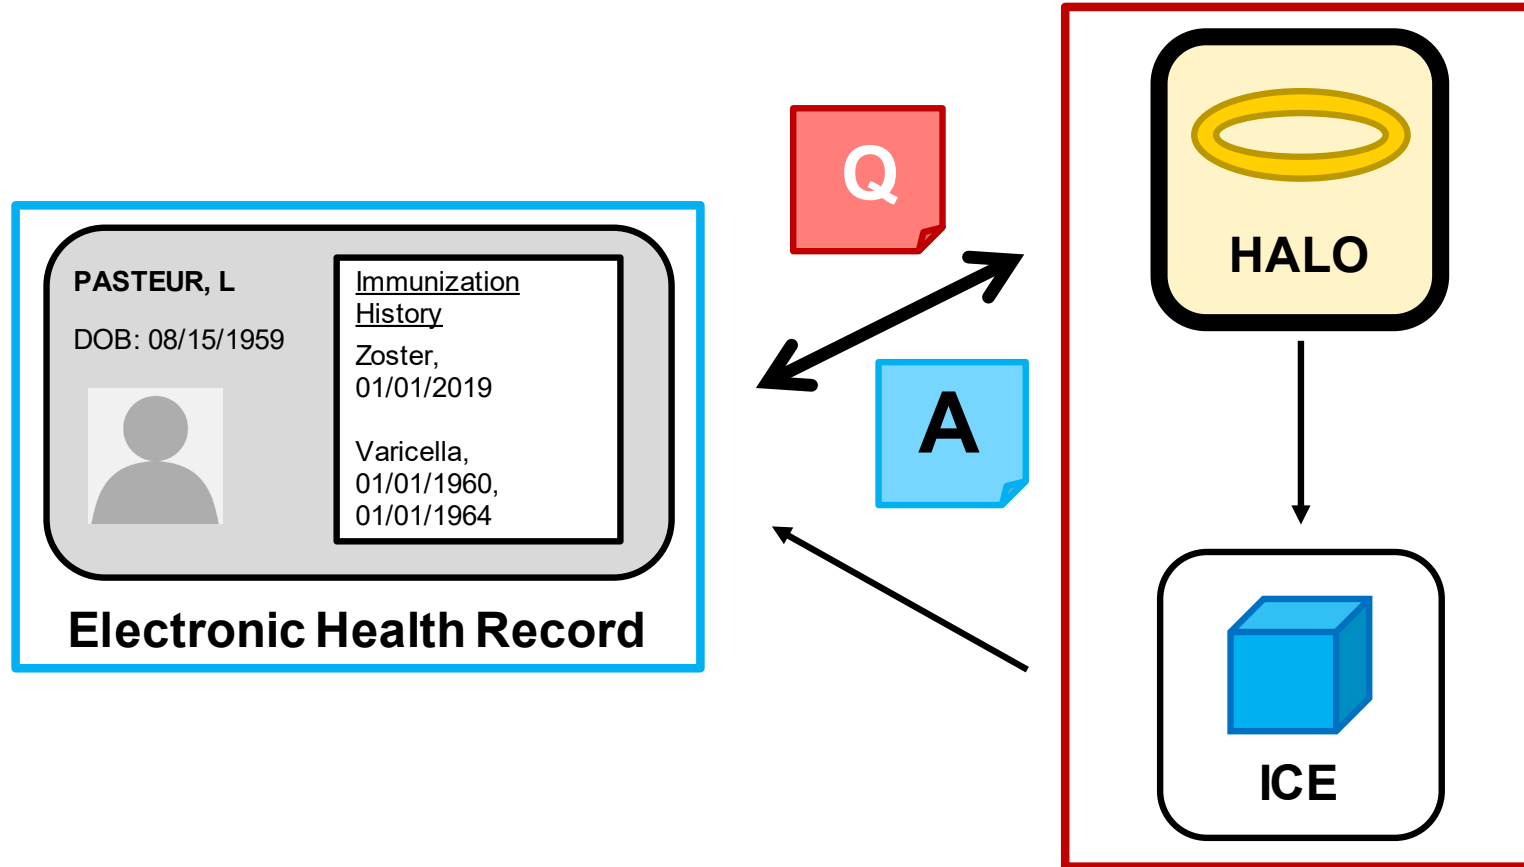 PASTEUR, L
DOB: 08/15/1959
Immunization
History
Zoster,
01/01/2019
Varicella,
01/01/1960,
01/01/1964
Electronic Health Record
Q
A
HALO
ICE